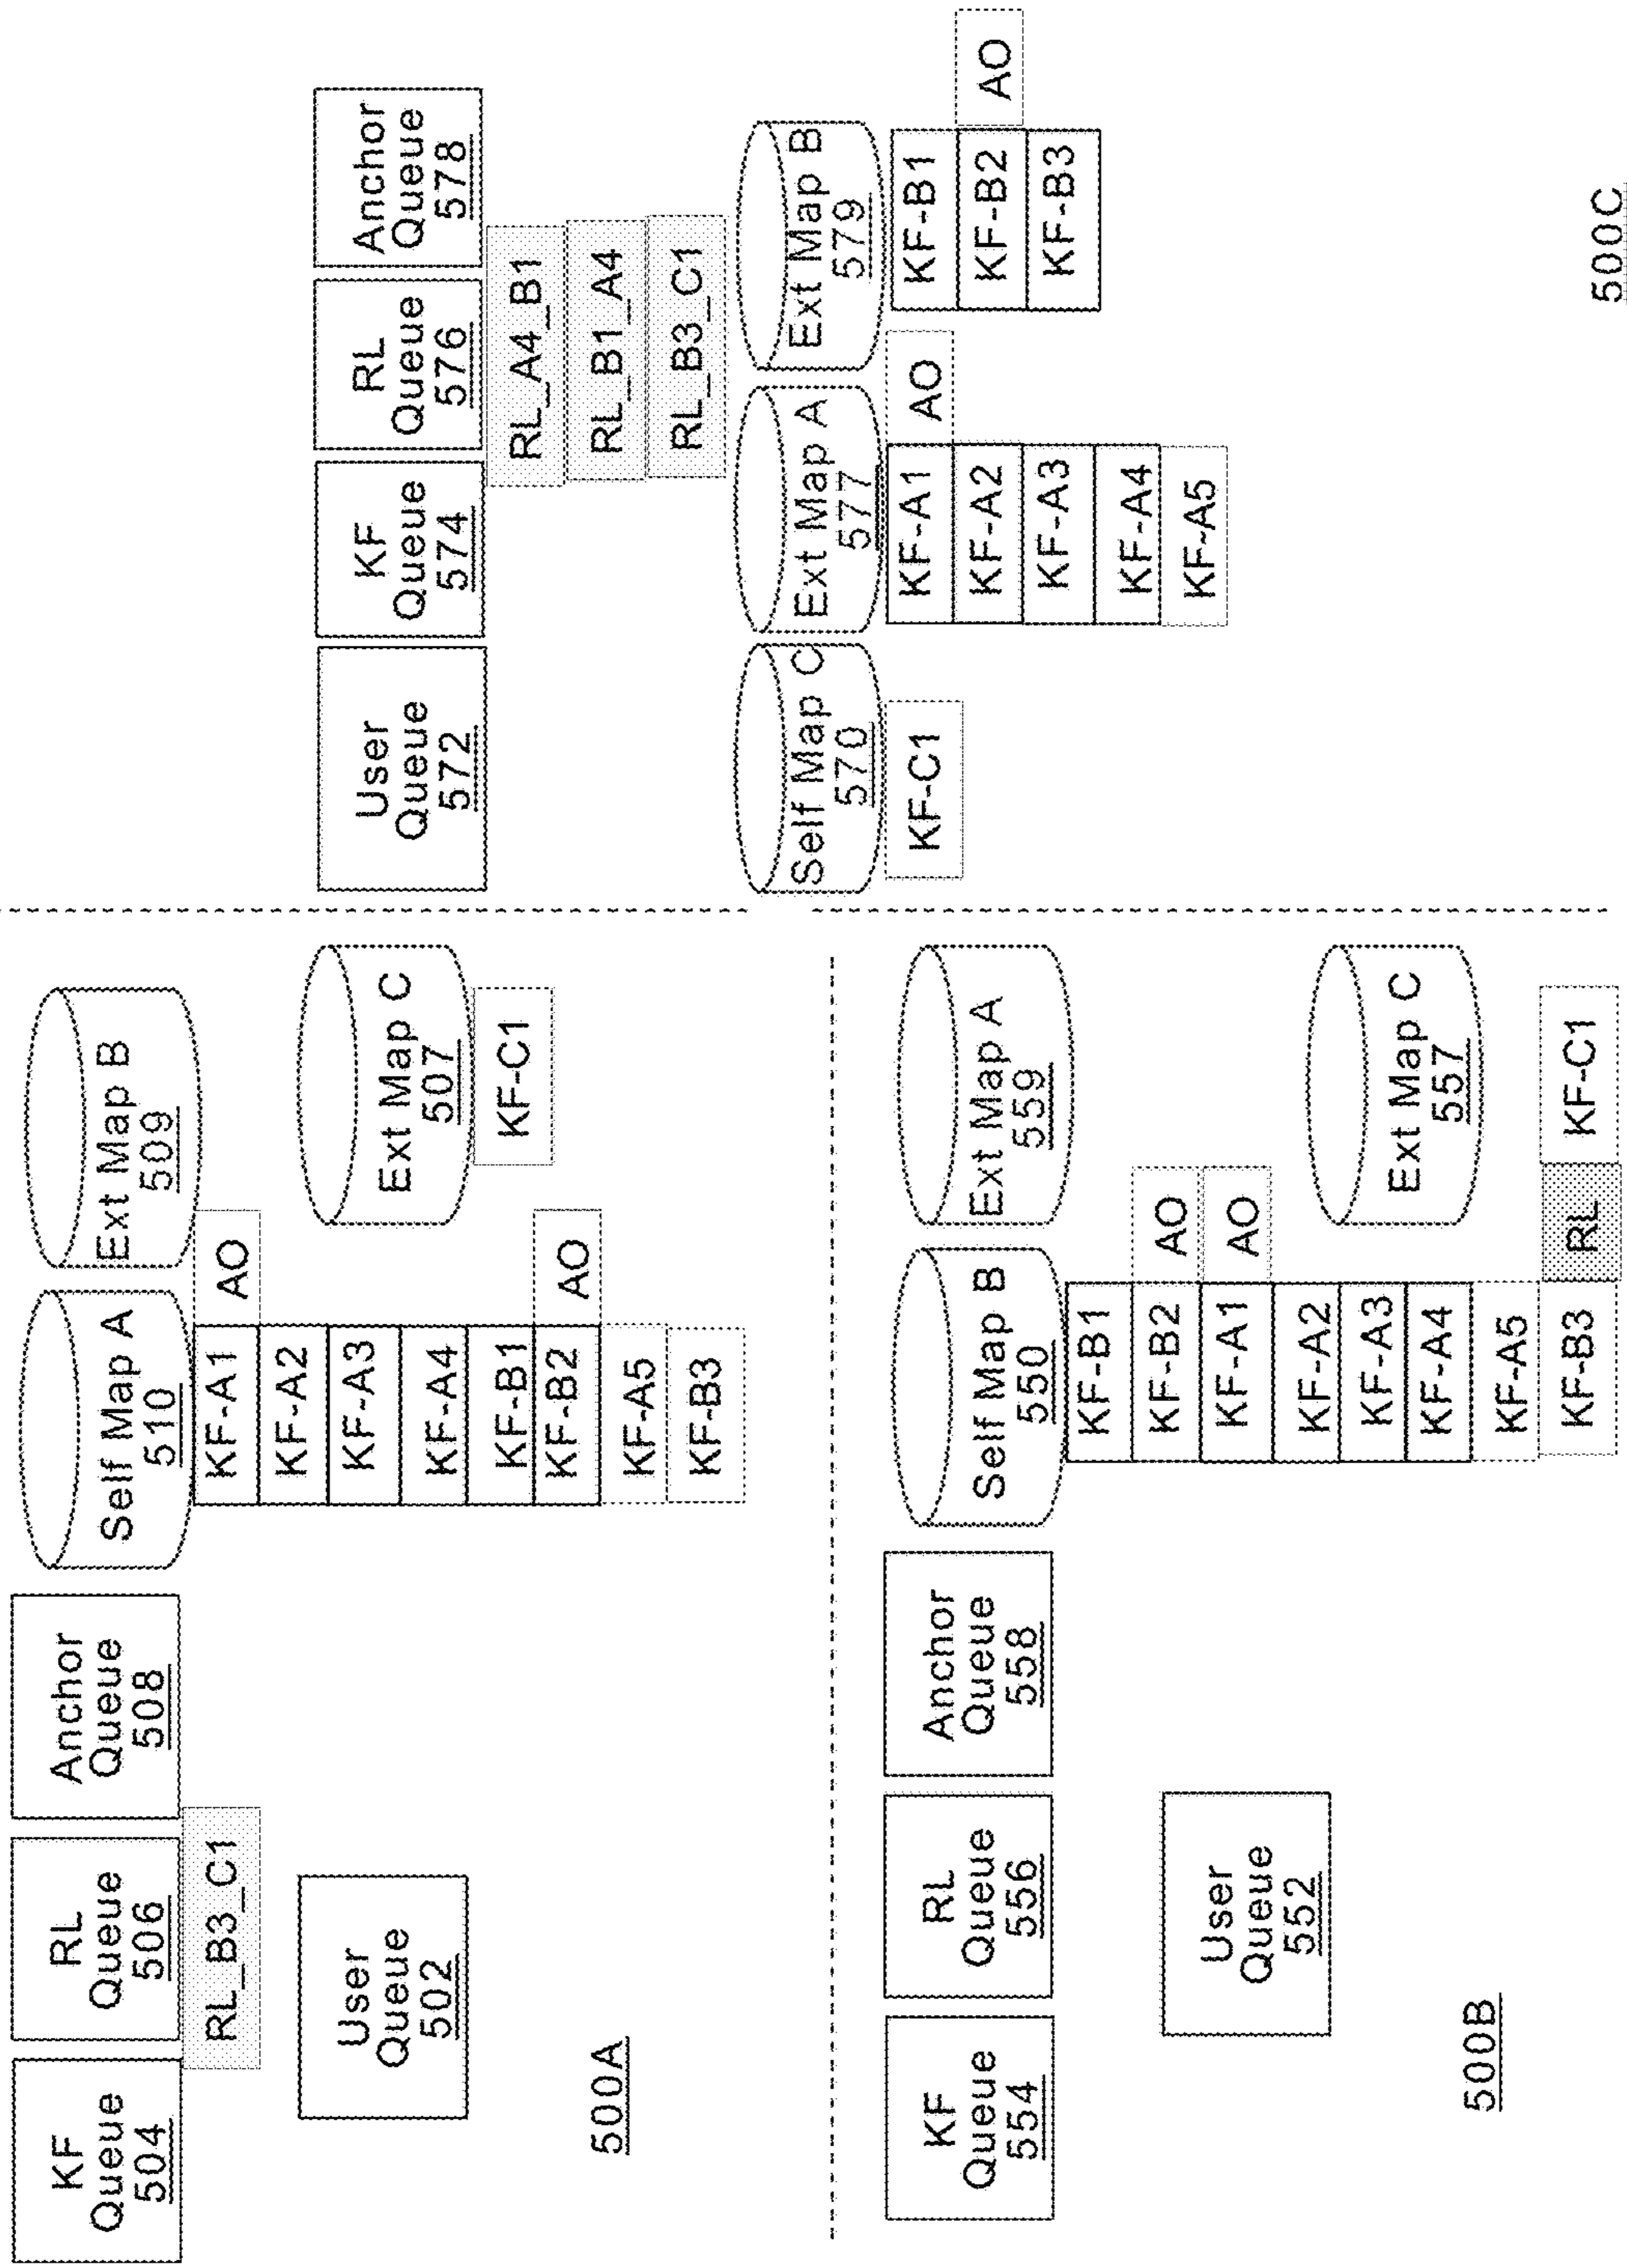 KF
Queue
504
RL
Queue
506
RL_B3_C1
Anchor
Queue
508
User
Queue
502
500A
Self Map A
510
KF-A1
AO
KF-A2
KF-A3
KF-A4
KF-B1
KF-B2
AO
KF-A5
KF-B3
Ext Map B
509
Ext Map C
507
KF-C1
KF
Queue
554
RL
Queue
556
Anchor
Queue
558
User
Queue
552
500B
Self Map B
550
KF-B1
KF-B2
AO
KF-A1
AO
KF-A2
KF-A3
KF-A4
KF-A5
KF-B3
RL
KF-C1
Ext Map A
559
Ext Map C
557
User
Queue
572
KF
Queue
574
RL
Queue
576
Anchor
Queue
578
RL_A4_B1
RL_B1_A4
RL_B3_C1
Self Map C
570
KF-C1
Ext Map A
577
KF-A1
AO
KF-A2
KF-A3
KF-A4
KF-A5
Ext Map B
579
KF-B1
KF-B2
AO
KF-B3
500C